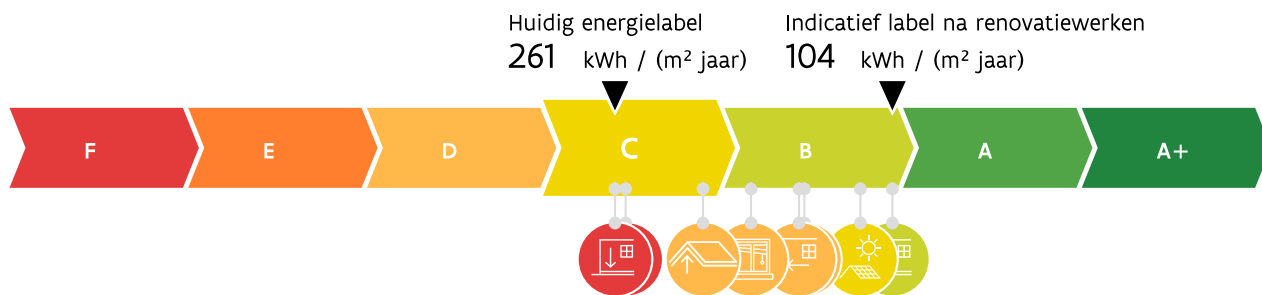 Huidig energielabel
261 kWh / (m² jaar)
Indicatief label na renovatiewerken
104 kWh / (m² jaar)
F E D C B A A+